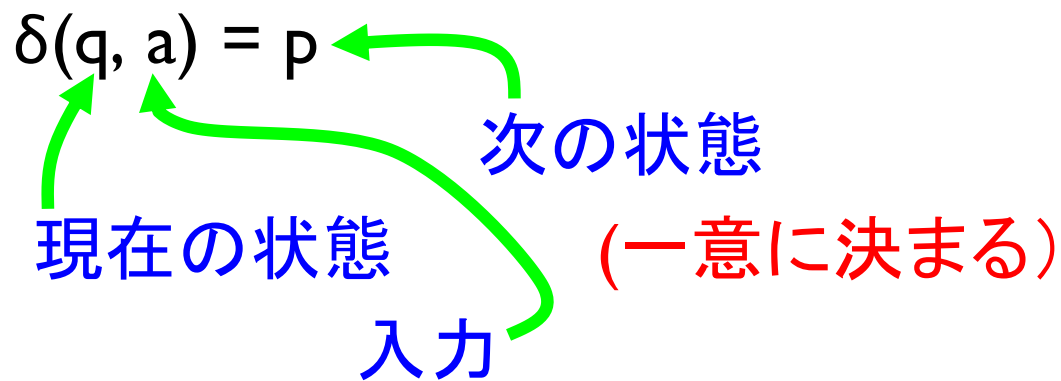 δ(q, a) = p
次の状態
現在の状態
(一意に決まる)
入力